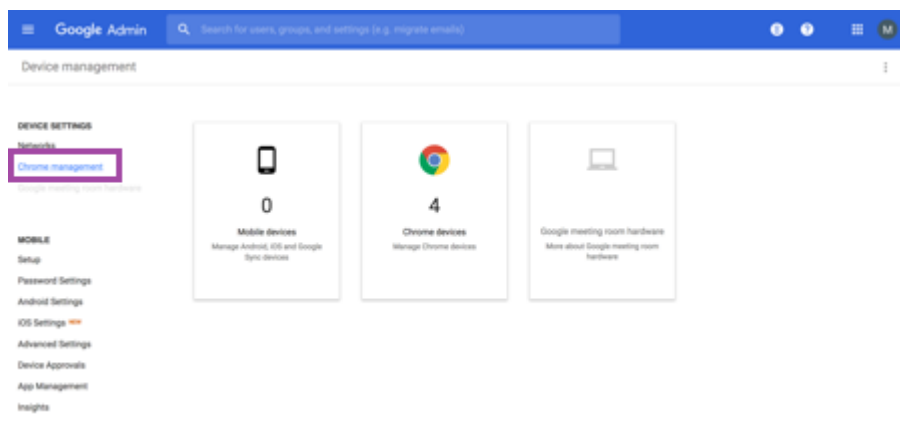 Google Admin
Search for users, groups, and settings (e.g. migrate emails)
M
Device management
DEVICE SETTINGS
Networks
Chrome management
Google meeting room hardware
MOBILE
Setup
Password Settings
Android Settings
iOS Settings NEW
Advanced Settings
Device Approvals
App Management
Insights
0
Mobile devices
Manage Android, iOS and Google
Sync devices
4
Chrome devices
Manage Chrome devices
Google meeting room hardware
More about Google meeting room
hardware